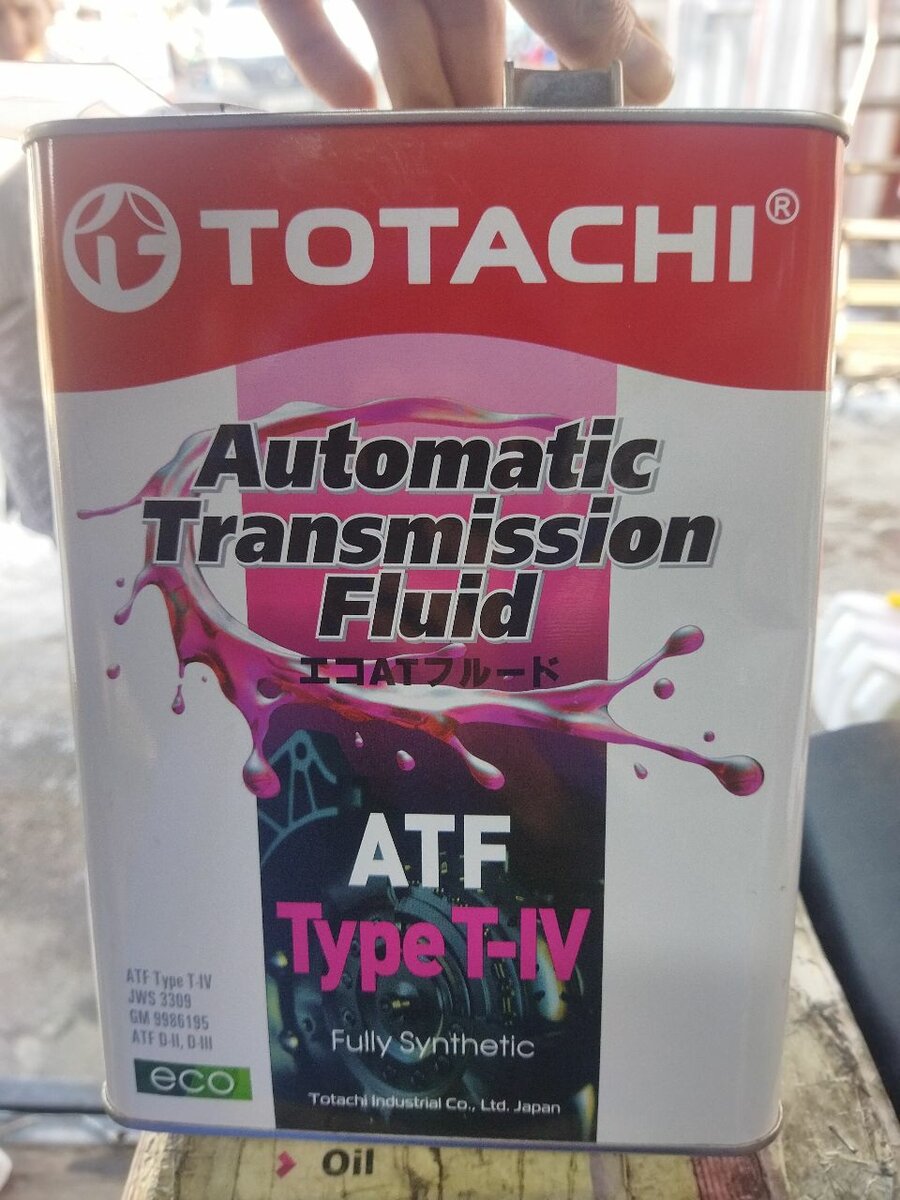 TOTACHI®
Automatic
Transmission
Fluid
エコATフルード
ATF
Type T-IV
ATF Type T-IV
JWS 3309
GM 9986195
ATF D-II, D-III
eco
Fully Synthetic
Totachi Industrial Co., Ltd. Japan
Oil